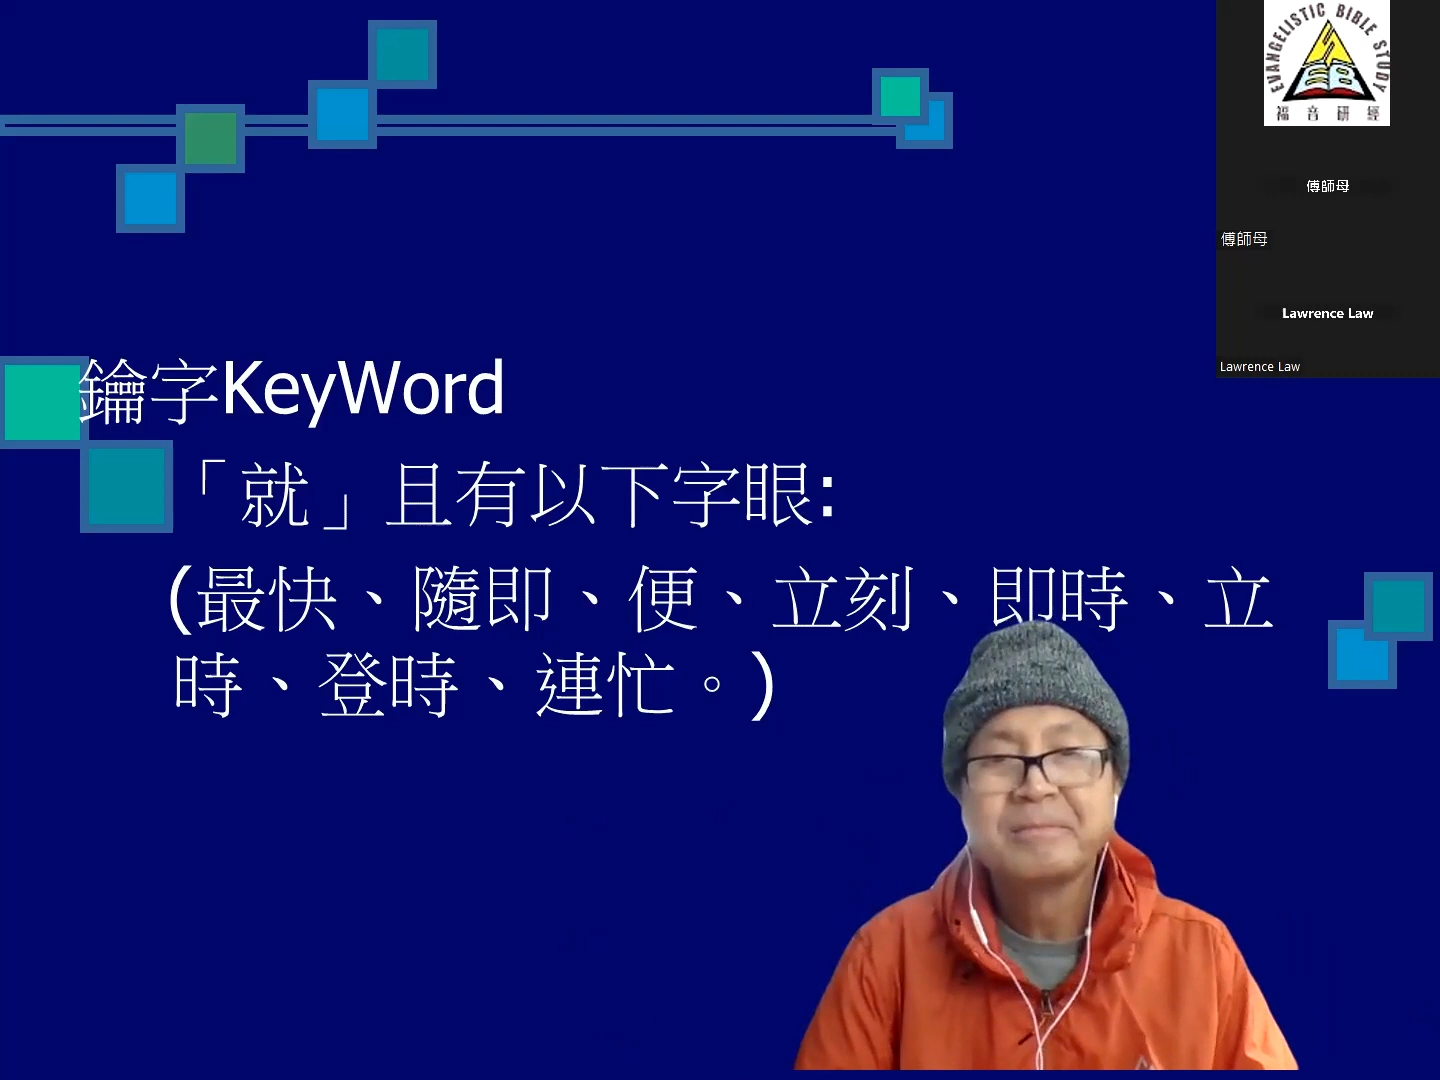 鑰字KeyWord
「就」且有以下字眼:
(最快、隨即、便、立刻、即時、立
時、登時、連忙。)
EVANGELISTIC BIBLE STUDY
EB
福音研經
傅師母
傅師母
Lawrence Law
Lawrence Law